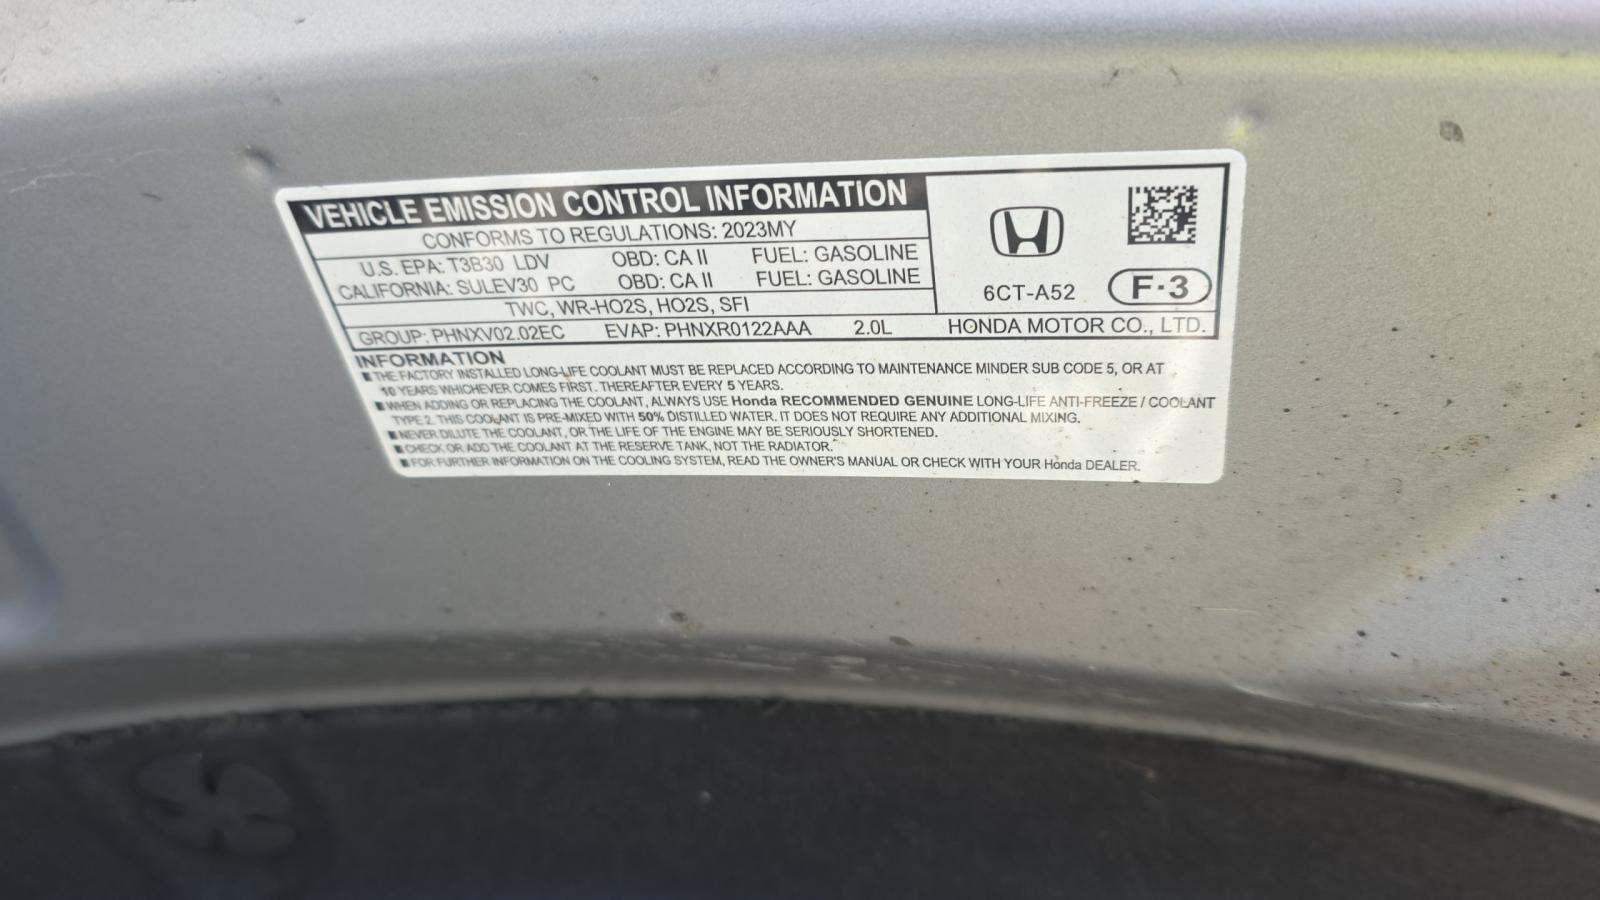 VEHICLE EMISSION CONTROL INFORMATION
CONFORMS TO REGULATIONS: 2023MY
U.S. EPA: T3B30 LDV OBD: CA II FUEL: GASOLINE
CALIFORNIA: SULEV30 PC OBD: CA II FUEL: GASOLINE
TWC, WR-HO2S, HO2S, SFI
6CT-A52 F-3
GROUP: PHNXV02.02EC EVAP: PHNXR0122AAA 2.0L HONDA MOTOR CO., LTD.
INFORMATION
■ THE FACTORY INSTALLED LONG-LIFE COOLANT MUST BE REPLACED ACCORDING TO MAINTENANCE MINDER SUB CODE 5, OR AT
10 YEARS WHICHEVER COMES FIRST. THEREAFTER EVERY 5 YEARS.
■ WHEN ADDING OR REPLACING THE COOLANT, ALWAYS USE Honda RECOMMENDED GENUINE LONG-LIFE ANTI-FREEZE / COOLANT
TYPE 2. THIS COOLANT IS PRE-MIXED WITH 50% DISTILLED WATER. IT DOES NOT REQUIRE ANY ADDITIONAL MIXING.
■ NEVER DILUTE THE COOLANT, OR THE LIFE OF THE ENGINE MAY BE SERIOUSLY SHORTENED.
■ CHECK OR ADD THE COOLANT AT THE RESERVE TANK, NOT THE RADIATOR.
■ FOR FURTHER INFORMATION ON THE COOLING SYSTEM, READ THE OWNER'S MANUAL OR CHECK WITH YOUR Honda DEALER.